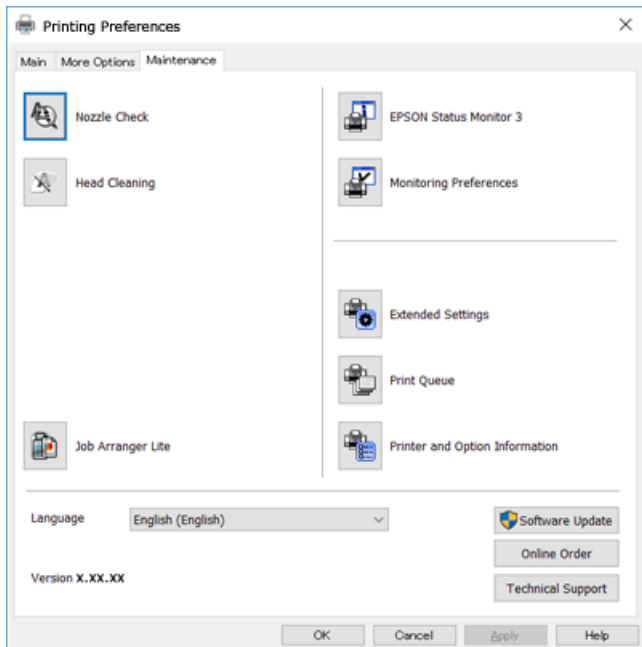 Printing Preferences
Main
More Options
Maintenance
Nozzle Check
EPSON Status Monitor 3
Head Cleaning
Monitoring Preferences
Extended Settings
Print Queue
Job Arranger Lite
Printer and Option Information
Language
English (English)
Software Update
Online Order
Version X.XX.XX
Technical Support
OK
Cancel
Apply
Help